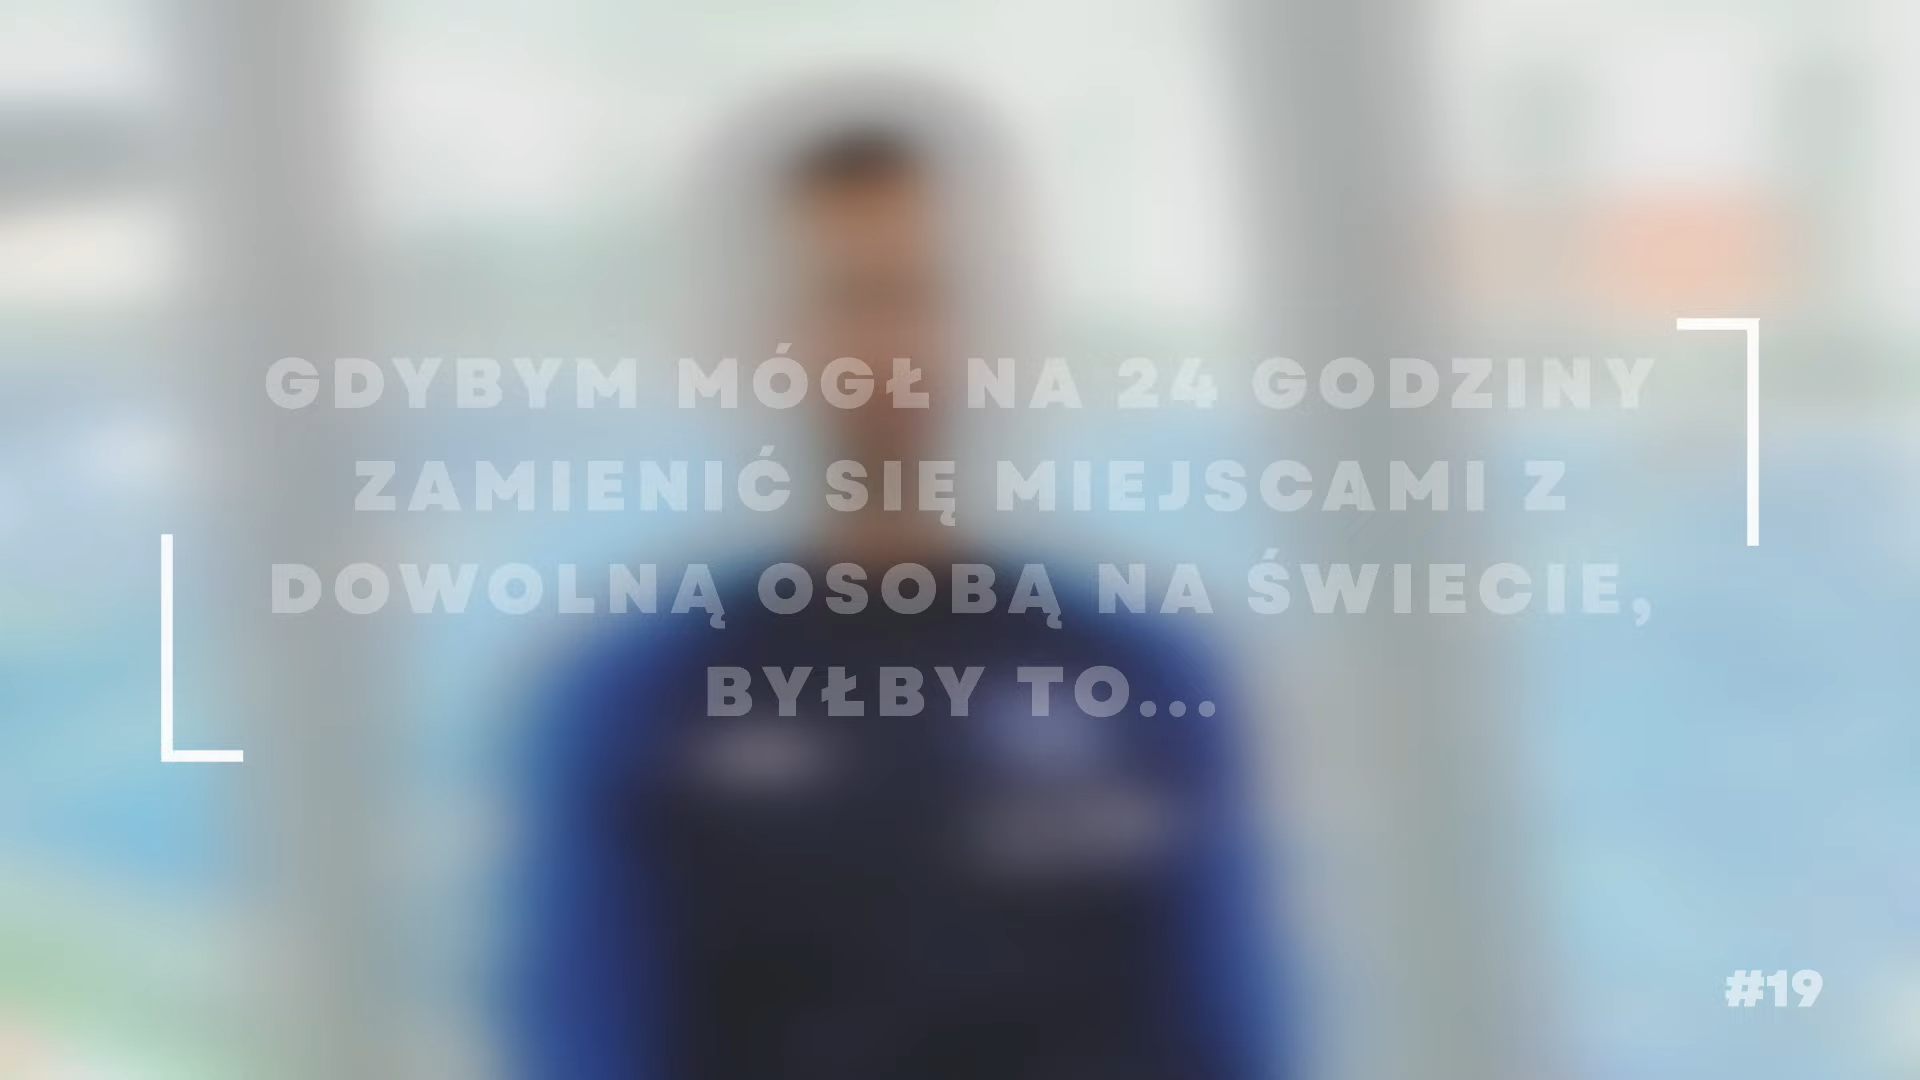 GDYBYM MÓGŁ NA 24 GODZINY
ZAMIENIĆ SIĘ MIEJSCAMI Z
DOWOLNĄ OSOBĄ NA ŚWIECIE,
BYŁBY TO...
#19